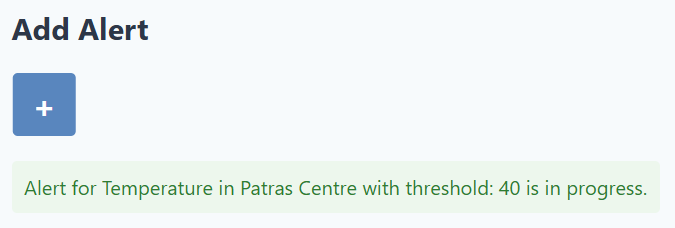 Add Alert
+
Alert for Temperature in Patras Centre with threshold: 40 is in progress.